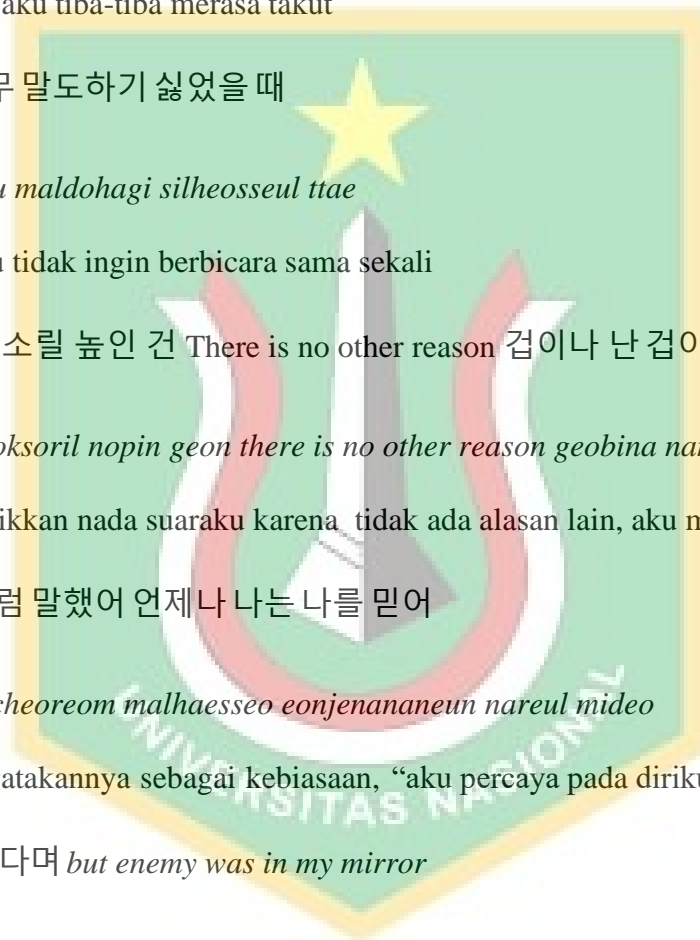 aku tiba-tiba merasa takut
무 말도하기 싫었을 때
maldohagi silheosseul ttae
tidak ingin berbicara sama sekali
소릴 높인 건 There is no other reason 겁이나 난 겁이
oksoril nopin geon there is no other reason geobina nan
ikkan nada suaraku karena tidak ada alasan lain, aku m
럼 말했어 언제나 나는 나를 믿어
cheoreom malhaesseo eonjenananeun nareul mideo
atakannya sebagai kebiasaan, “aku percaya pada diriku
다며 but enemy was in my mirror
UNIVERSITAS NASIONAL